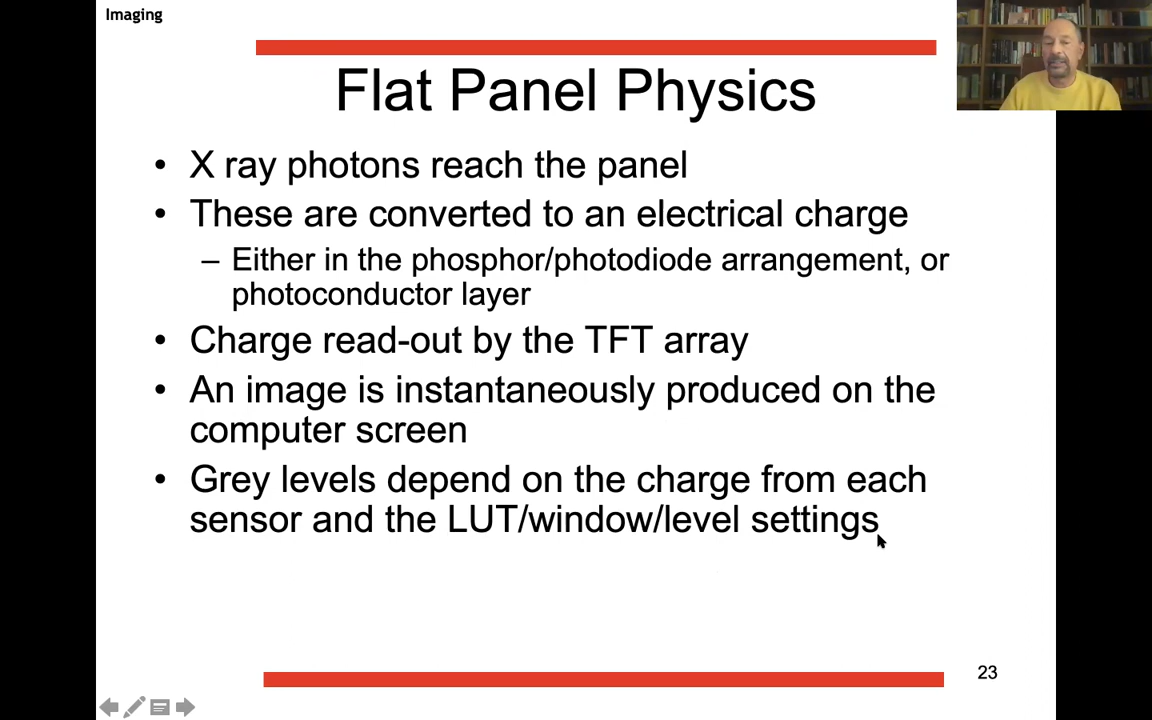 Imaging
Flat Panel Physics
• X ray photons reach the panel
• These are converted to an electrical charge
– Either in the phosphor/photodiode arrangement, or
photoconductor layer
• Charge read-out by the TFT array
• An image is instantaneously produced on the
computer screen
• Grey levels depend on the charge from each
sensor and the LUT/window/level settings
23